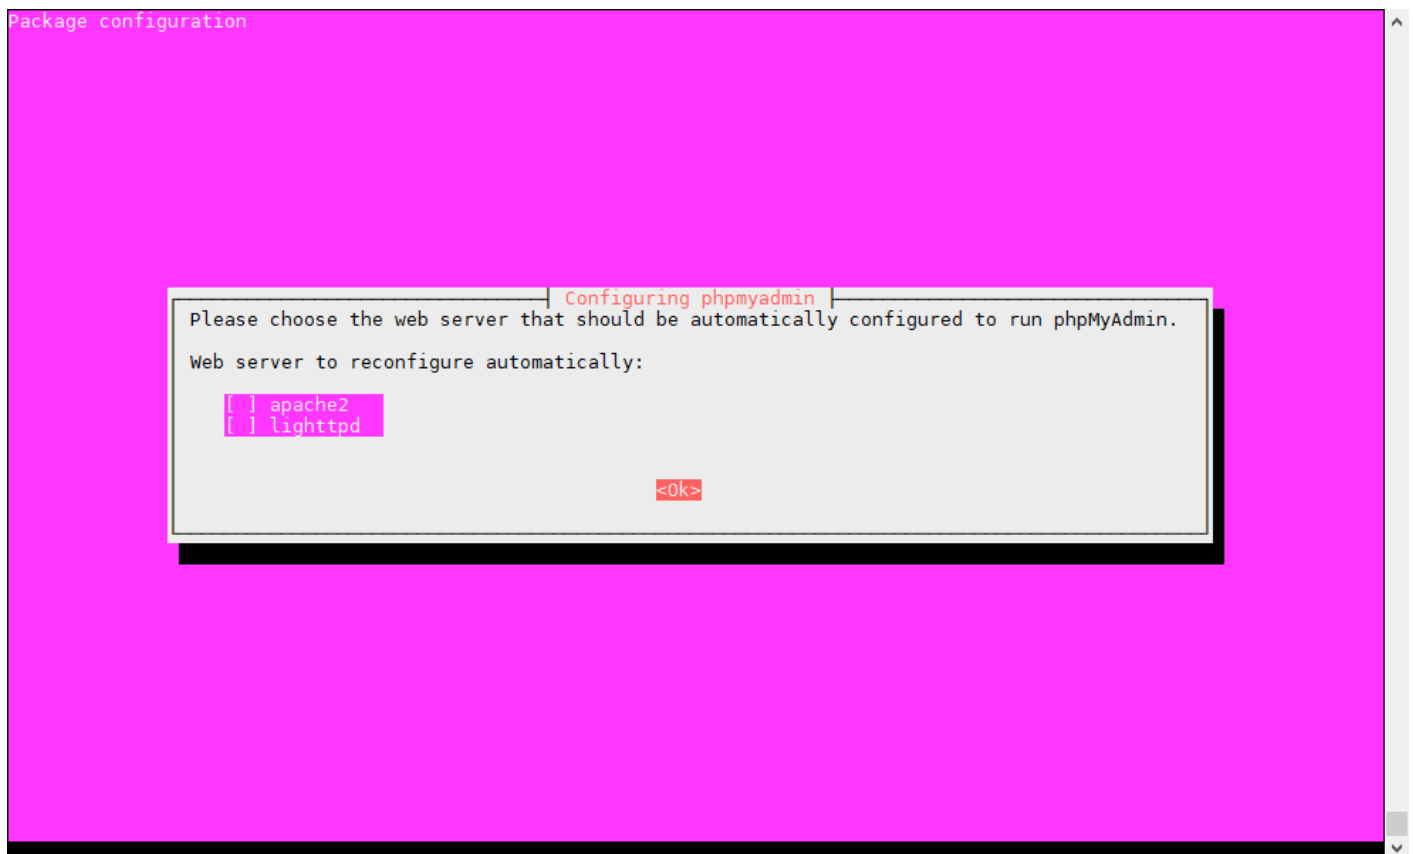 Package configuration
Configuring phpmyadmin
Please choose the web server that should be automatically configured to run phpMyAdmin.
Web server to reconfigure automatically:
[ ] apache2
[ ] lighttpd
<Ok>